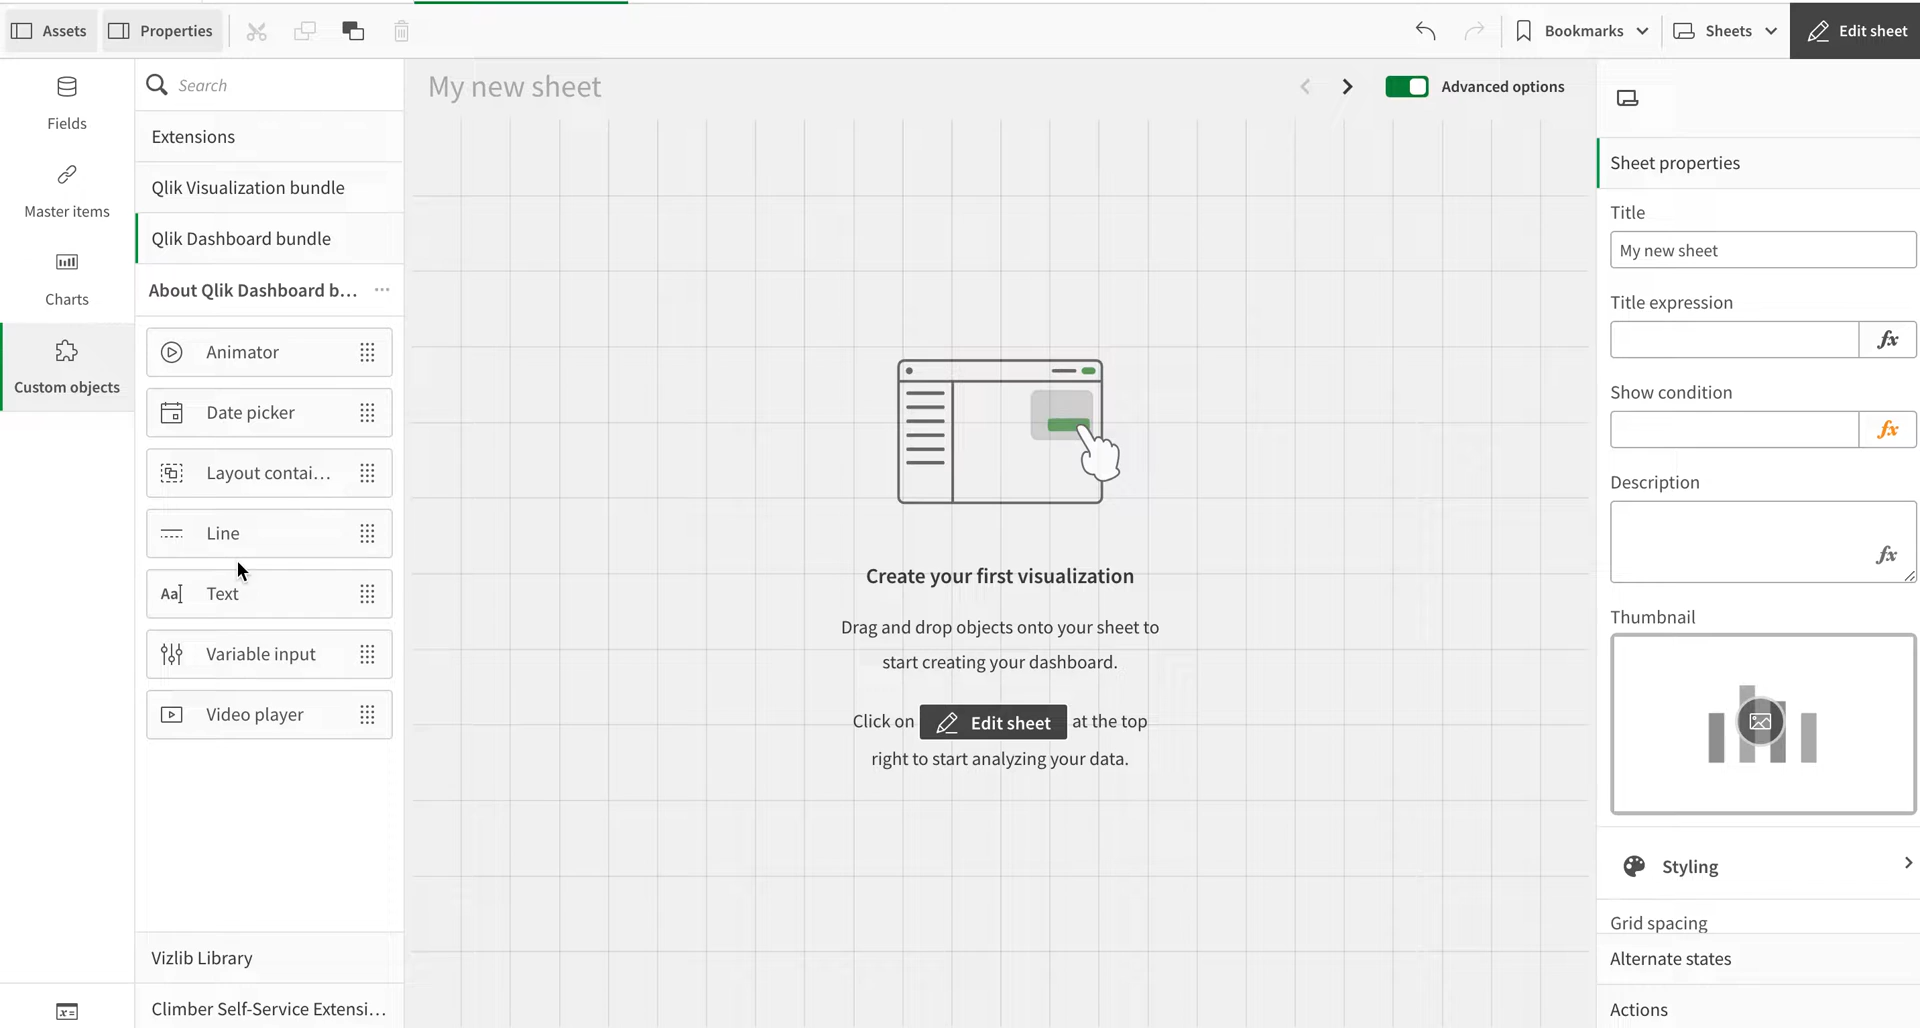 Assets
Properties
Bookmarks
Sheets
Edit sheet
Fields
Master items
Charts
Custom objects
Search
Extensions
Qlik Visualization bundle
Qlik Dashboard bundle
About Qlik Dashboard b...
Animator
Date picker
Layout contai...
Line
Text
Variable input
Video player
Vizlib Library
Climber Self-Service Extensi...
My new sheet
Advanced options
Create your first visualization
Drag and drop objects onto your sheet to
start creating your dashboard.
Click on Edit sheet at the top
right to start analyzing your data.
Sheet properties
Title
My new sheet
Title expression
fx
Show condition
fx
Description
fx
Thumbnail
Styling
Grid spacing
Alternate states
Actions